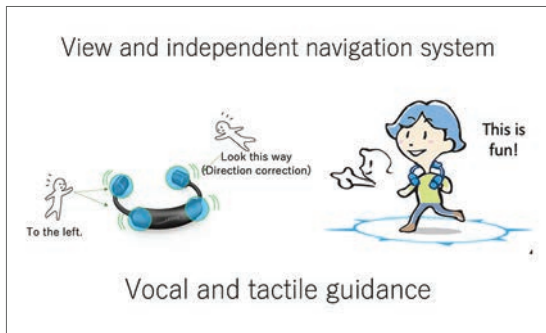 View and independent navigation system
Look this way
(Direction correction)
To the left.
This is
fun!
Vocal and tactile guidance